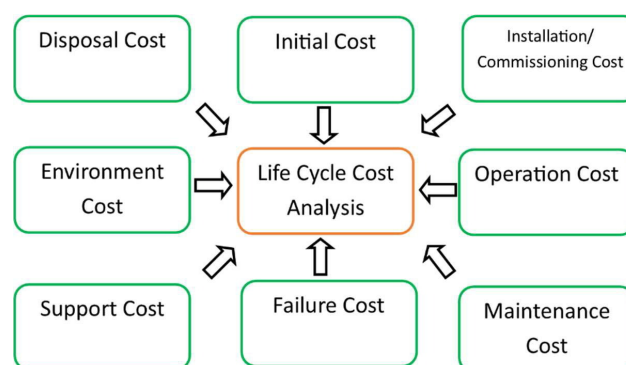 Disposal Cost
Initial Cost
Installation/
Commissioning Cost
Environment
Cost
Life Cycle Cost
Analysis
Operation Cost
Support Cost
Failure Cost
Maintenance
Cost